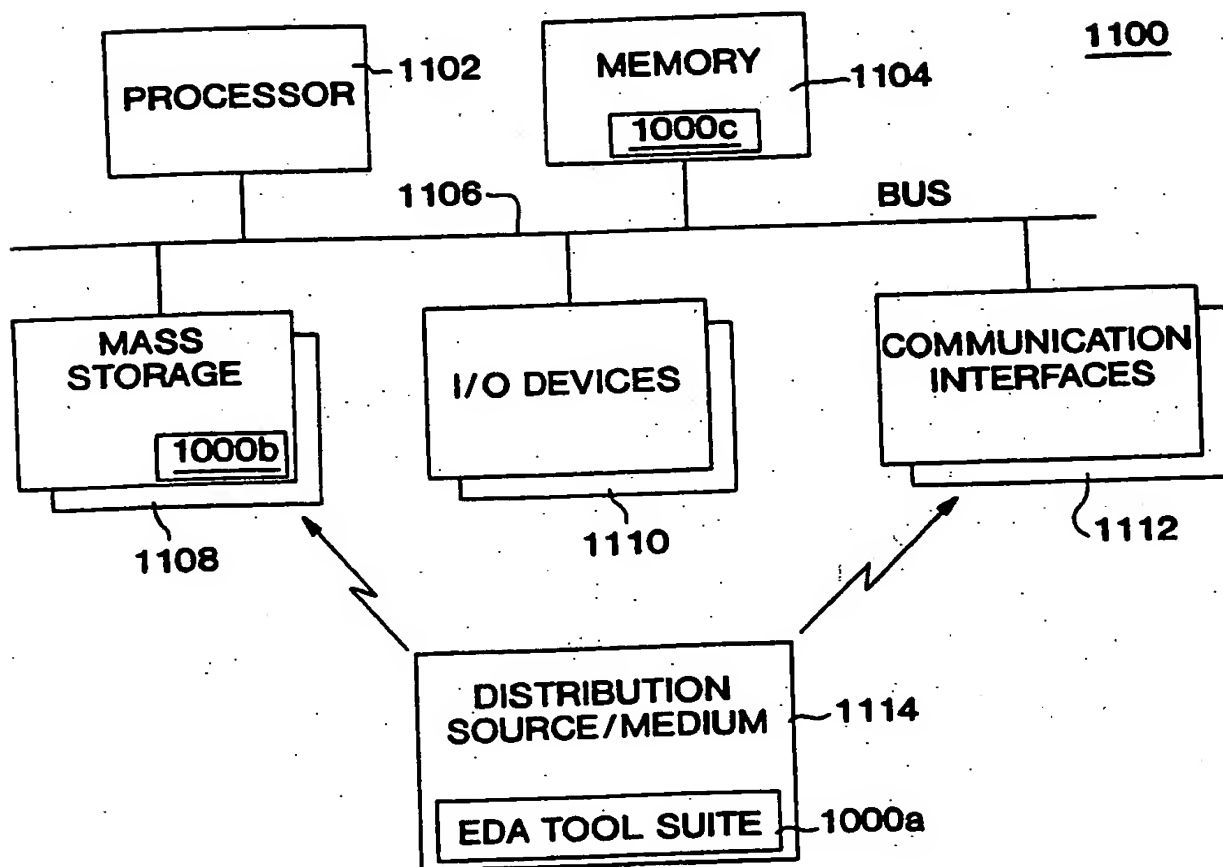 1100
PROCESSOR
1102
MEMORY
1000c
1104
1106
BUS
MASS
STORAGE
1000b
1108
I/O DEVICES
1110
COMMUNICATION
INTERFACES
1112
DISTRIBUTION
SOURCE/MEDIUM
1114
EDA TOOL SUITE
1000a